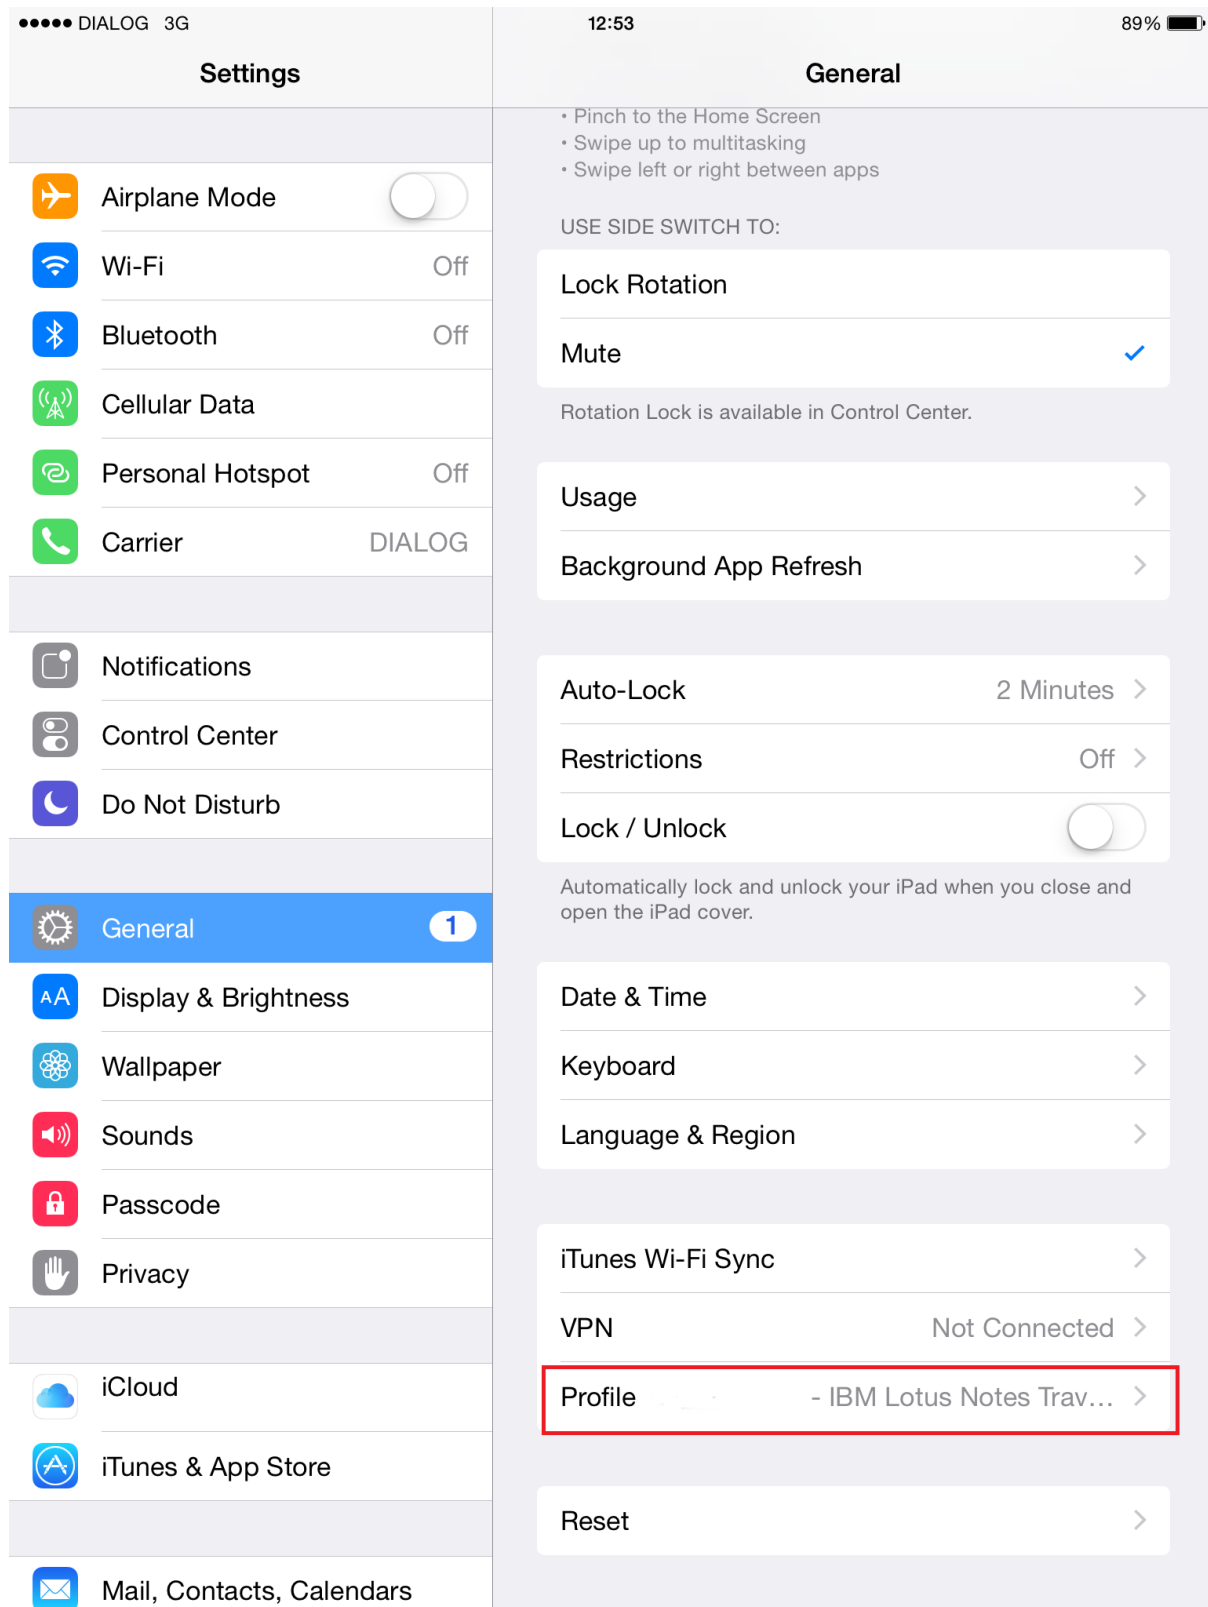 DIALOG 3G 12:53 89%
Settings
Airplane Mode
Wi-Fi Off
Bluetooth Off
Cellular Data
Personal Hotspot Off
Carrier DIALOG
Notifications
Control Center
Do Not Disturb
General 1
Display & Brightness
Wallpaper
Sounds
Passcode
Privacy
iCloud
iTunes & App Store
Mail, Contacts, Calendars
General
• Pinch to the Home Screen
• Swipe up to multitasking
• Swipe left or right between apps
USE SIDE SWITCH TO:
Lock Rotation
Mute
Rotation Lock is available in Control Center.
Usage
Background App Refresh
Auto-Lock 2 Minutes
Restrictions Off
Lock / Unlock
Automatically lock and unlock your iPad when you close and
open the iPad cover.
Date & Time
Keyboard
Language & Region
iTunes Wi-Fi Sync
VPN Not Connected
Profile - IBM Lotus Notes Trav...
Reset